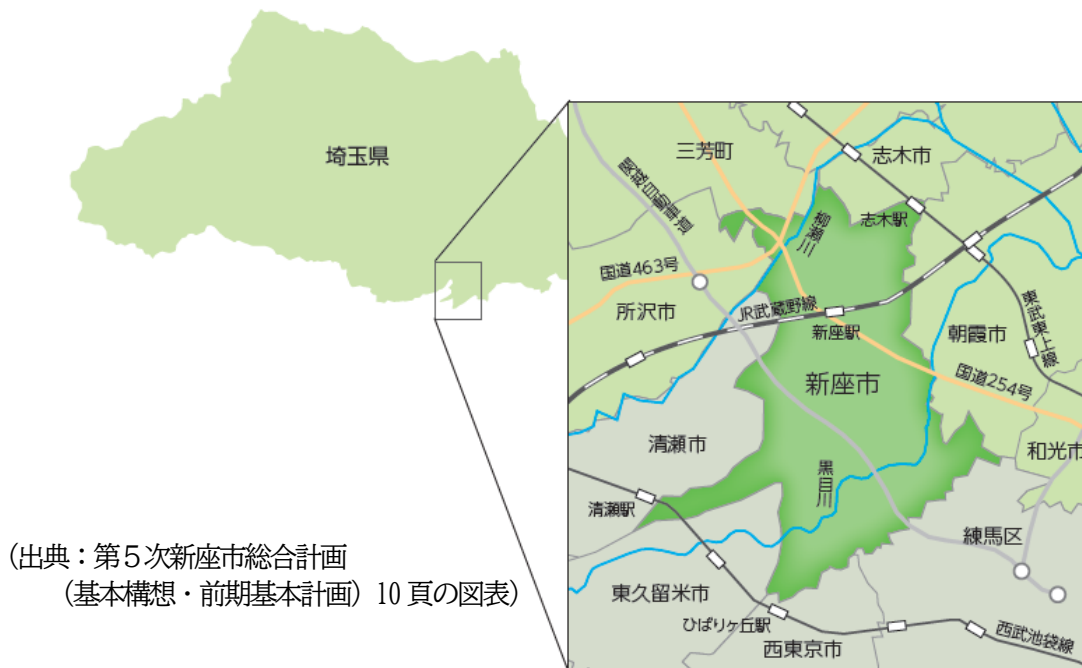 埼玉県
三芳町
志木市
関越自動車道
柳瀬川
志木駅
国道463号
所沢市
JR武蔵野線
新座駅
朝霞市
東武東上線
新座市
国道254号
清瀬市
和光市
黒目川
清瀬駅
練馬区
(出典：第５次新座市総合計画
(基本構想・前期基本計画) 10 頁の図表)
東久留米市
ひばりヶ丘駅
西武池袋線
西東京市